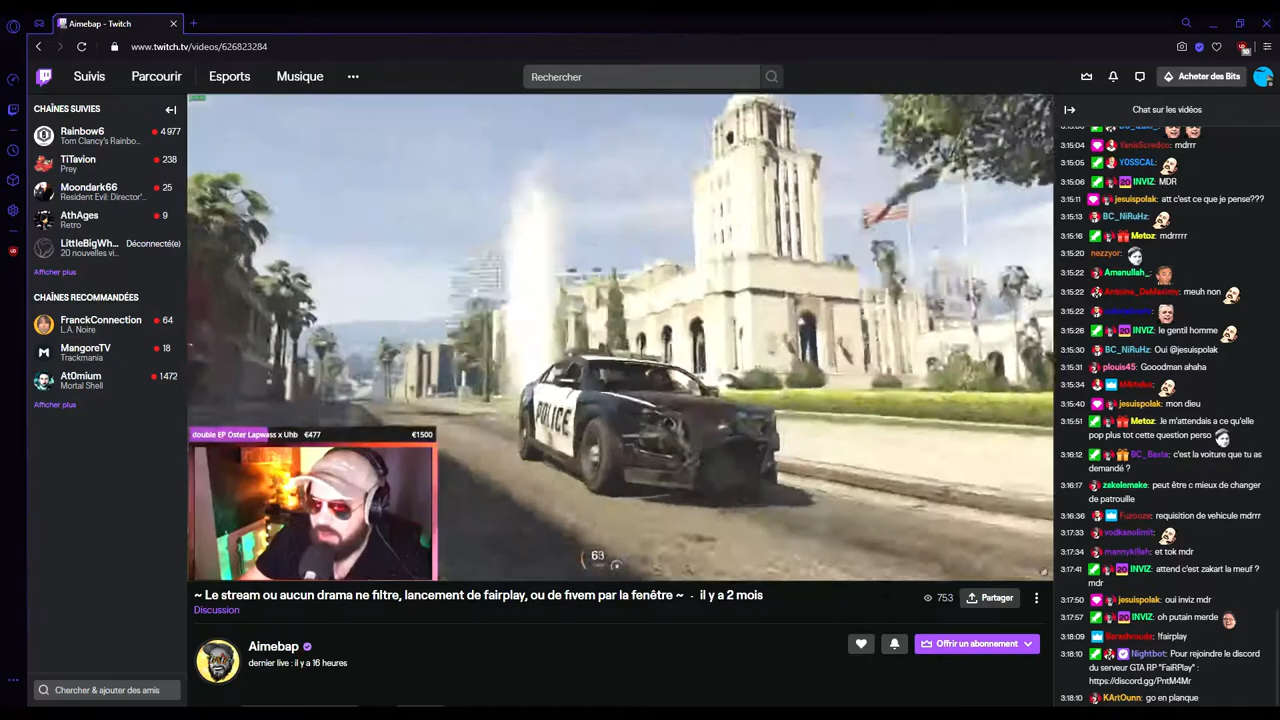 Aimebap - Twitch
www.twitch.tv/videos/626823284
Suivis
Parcourir
Esports
Musique
Rechercher
Acheter des Bits
CHAÎNES SUIVIES
Rainbow6
4 977
Tom Clancy's Rainbo...
TiTavion
238
Prey
Moondark66
25
Resident Evil: Director'...
AthAges
9
Retro
LittleBigWh...
Déconnecté(e)
20 nouvelles vi...
Afficher plus
CHAÎNES RECOMMANDÉES
FranckConnection
64
L.A. Noire
MangoreTV
18
Trackmania
At0mium
1472
Mortal Shell
Afficher plus
Chercher & ajouter des amis
POLICE
double EP Oster Lapwass x Uhb €477
€1500
63
~ Le stream ou aucun drama ne filtre, lancement de fairplay, ou de fivem par la fenêtre ~ - il y a 2 mois
Discussion
753
Partager
Aimebap
dernier live : il y a 16 heures
Offrir un abonnement
Chat sur les vidéos
3:15:04 YanisScredco: mdrr
3:15:05 Y0SSCAL:
3:15:06 20 INVIZ: MDR
3:15:11 jesuispolak: att c'est ce que je pense???
3:15:13 BC_NiRuHz:
3:15:16 Metoz: mdrrrrr
3:15:20
nezzyor:
3:15:22 Amanullah_:
3:15:22 Antoine_DeMaximy: meuh non
3:15:22
3:15:26 20 INVIZ: le gentil homme
3:15:30 BC_NiRuHz: Oui @jesuispolak
3:15:31 plouis45: Gooodman ahaha
3:15:34
3:15:40 jesuispolak: mon dieu
3:15:51 Metoz: Je m'attendais a ce qu'elle
pop plus tot cette question perso
3:16:12 BC_Basta: c'est la voiture que tu as
demandé ?
3:16:17 zakelemake: peut être c mieux de changer
de patrouille
3:16:36 Fuzooze: requisition de vehicule mdrrr
3:17:33 vodkanolimit:
3:17:34 mannykillah: et tok mdr
3:17:41 20 INVIZ: attend c'est zakart la meuf ?
mdr
3:17:50 jesuispolak: oui inviz mdr
3:17:57 20 INVIZ: oh putain merde
3:18:09 Barashrouda: !fairplay
3:18:10 Nightbot: Pour rejoindre le discord
du serveur GTA RP "FaiRPlay" :
https://discord.gg/PntM4Mr
3:18:10 KArtOunn: go en planque